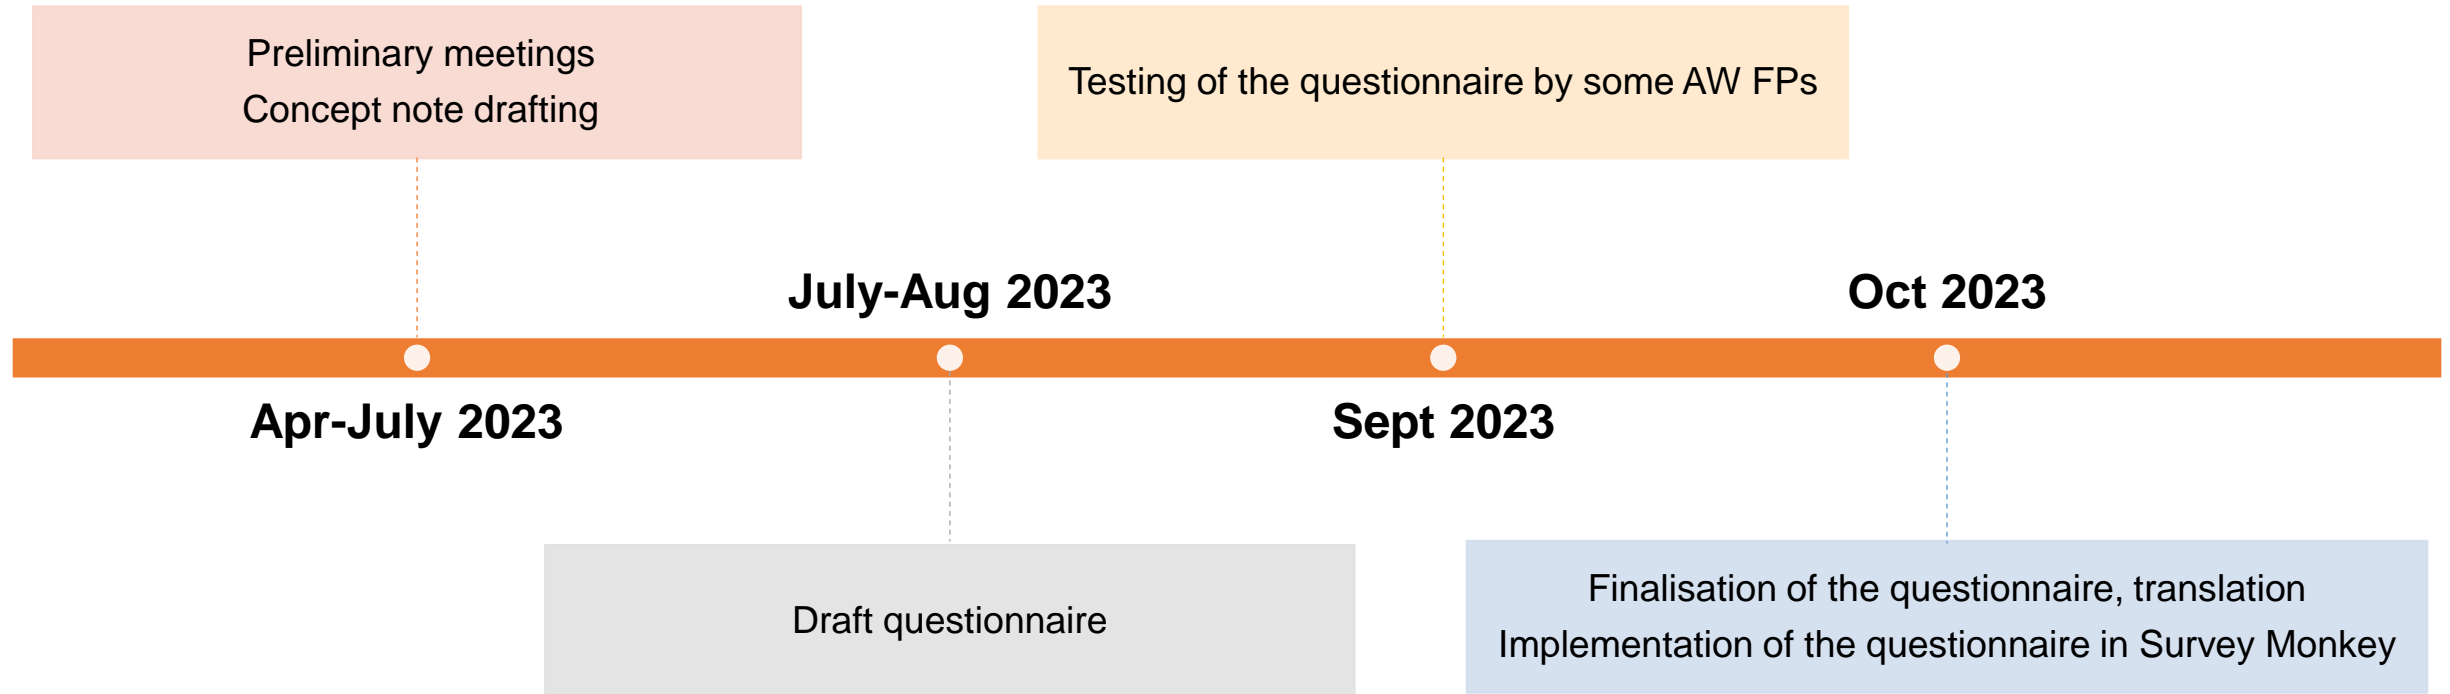 Preliminary meetings
Concept note drafting
Testing of the questionnaire by some AW FPs
July-Aug 2023
Oct 2023
Apr-July 2023
Sept 2023
Draft questionnaire
Finalisation of the questionnaire, translation
Implementation of the questionnaire in Survey Monkey